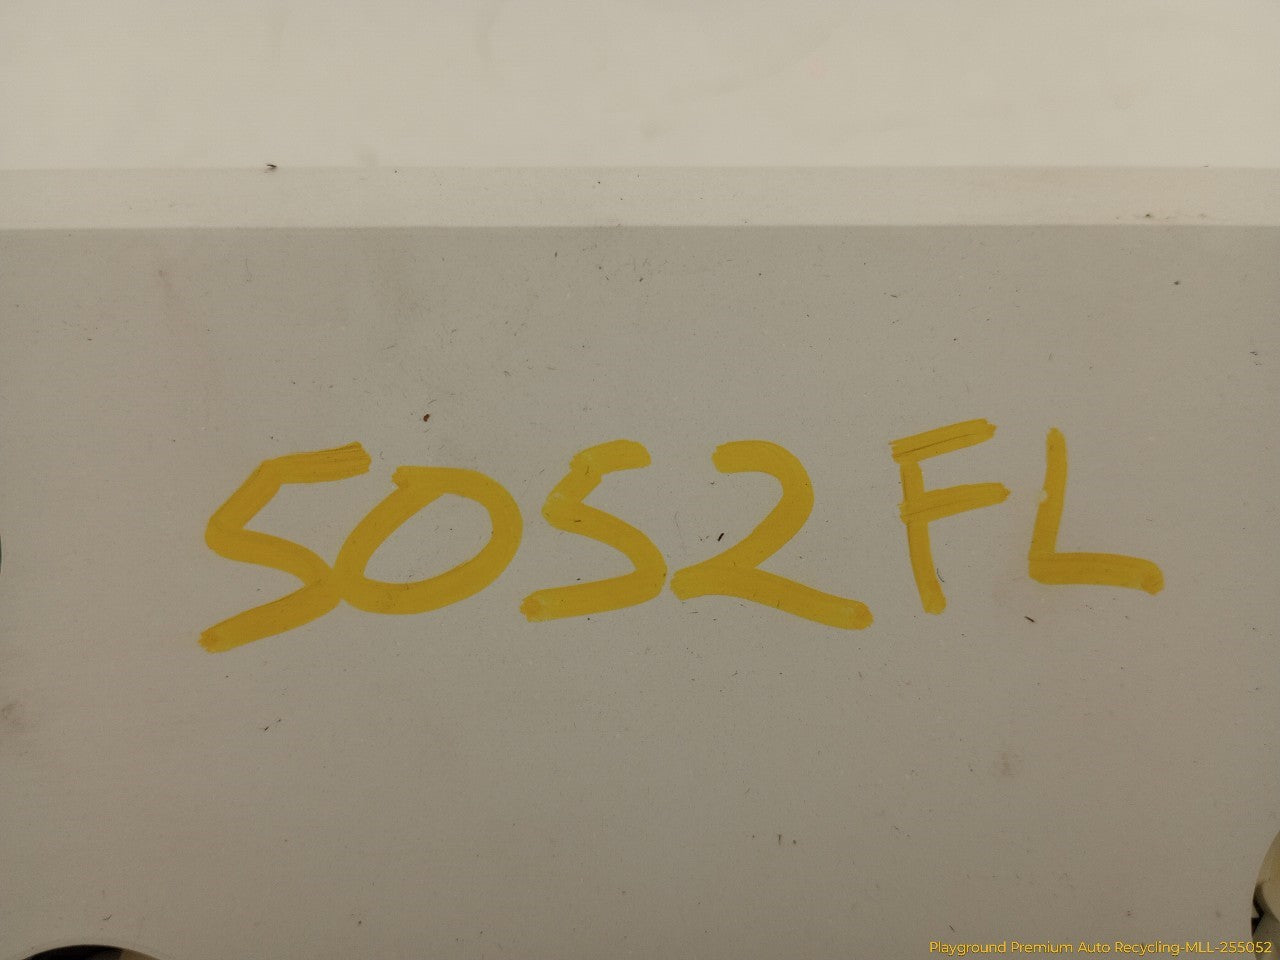 5052 FL
Playground Premium Auto Recycling-MLL-255052